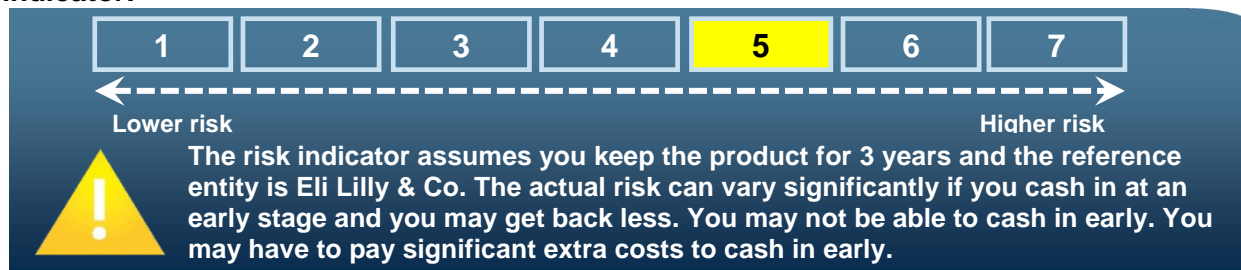 1 2 3 4 5 6 7
Lower risk Higher risk
The risk indicator assumes you keep the product for 3 years and the reference
entity is Eli Lilly & Co. The actual risk can vary significantly if you cash in at an
early stage and you may get back less. You may not be able to cash in early. You
may have to pay significant extra costs to cash in early.